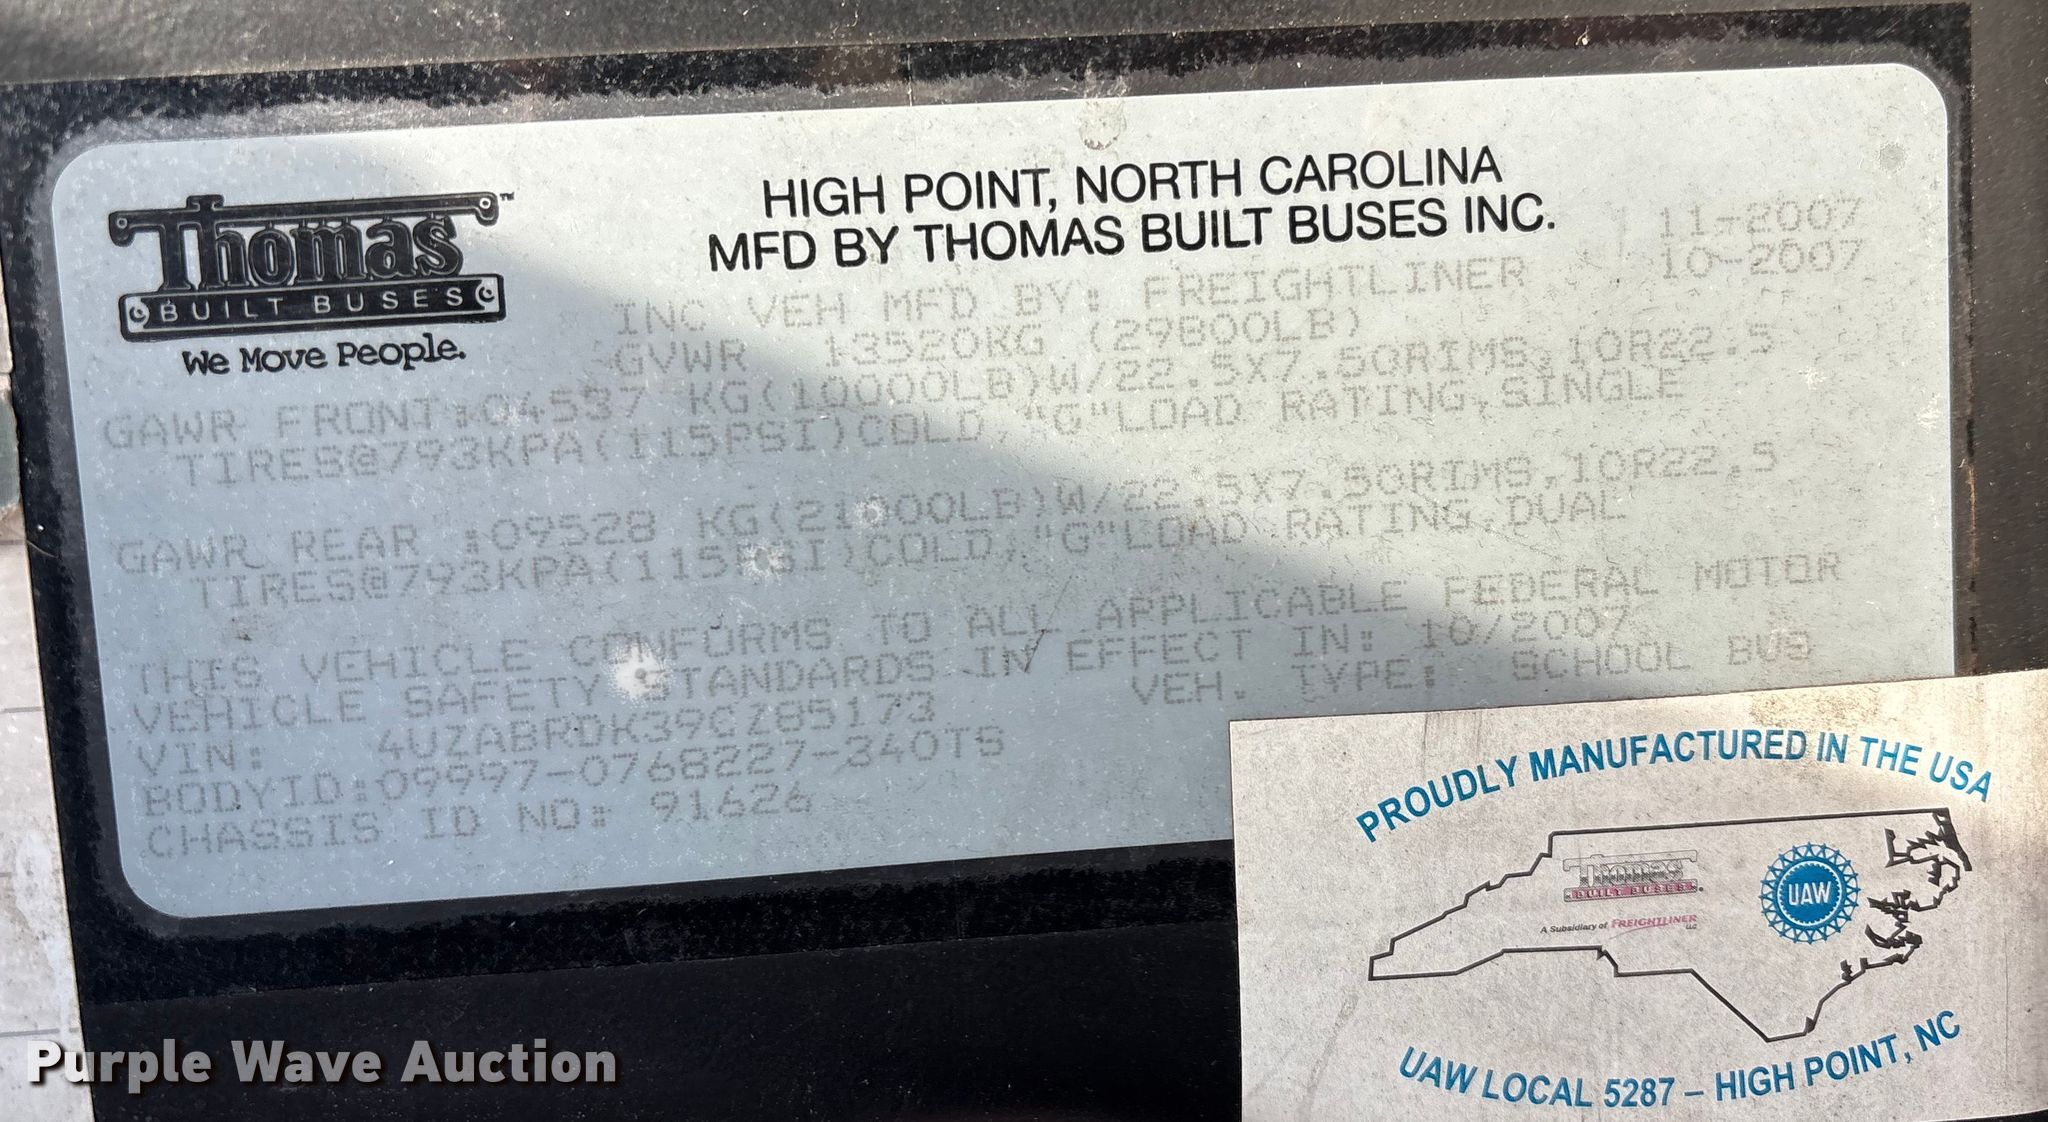 Thomas™
BUILT BUSES
We Move People.
HIGH POINT, NORTH CAROLINA
MFD BY THOMAS BUILT BUSES INC. 11-2007
INC VEH MFD BY: FREIGHTLINER 10-2007
GVWR 13520KG (29800LB)
GAWR FRONT:04537 KG(10000LB)W/22.5X7.50RIMS,10R22.5
TIRES@793KPA(115PSI)COLD,"G"LOAD RATING,SINGLE
GAWR REAR :09528 KG(21000LB)W/22.5X7.50RIMS,10R22.5
TIRES@793KPA(115PSI)COLD,"G"LOAD RATING,DUAL
THIS VEHICLE CONFORMS TO ALL APPLICABLE FEDERAL MOTOR
VEHICLE SAFETY STANDARDS IN EFFECT IN: 10/2007
VIN: 4UZABRDK39CZ85173 VEH. TYPE: SCHOOL BUS
BODYID:09997-0768227-340TS
CHASSIS ID NO: 91626
PROUDLY MANUFACTURED IN THE USA
Thomas
BUILT BUSES®
A Subsidiary of FREIGHTLINER LLC
UAW
UAW LOCAL 5287 – HIGH POINT, NC
Purple Wave Auction